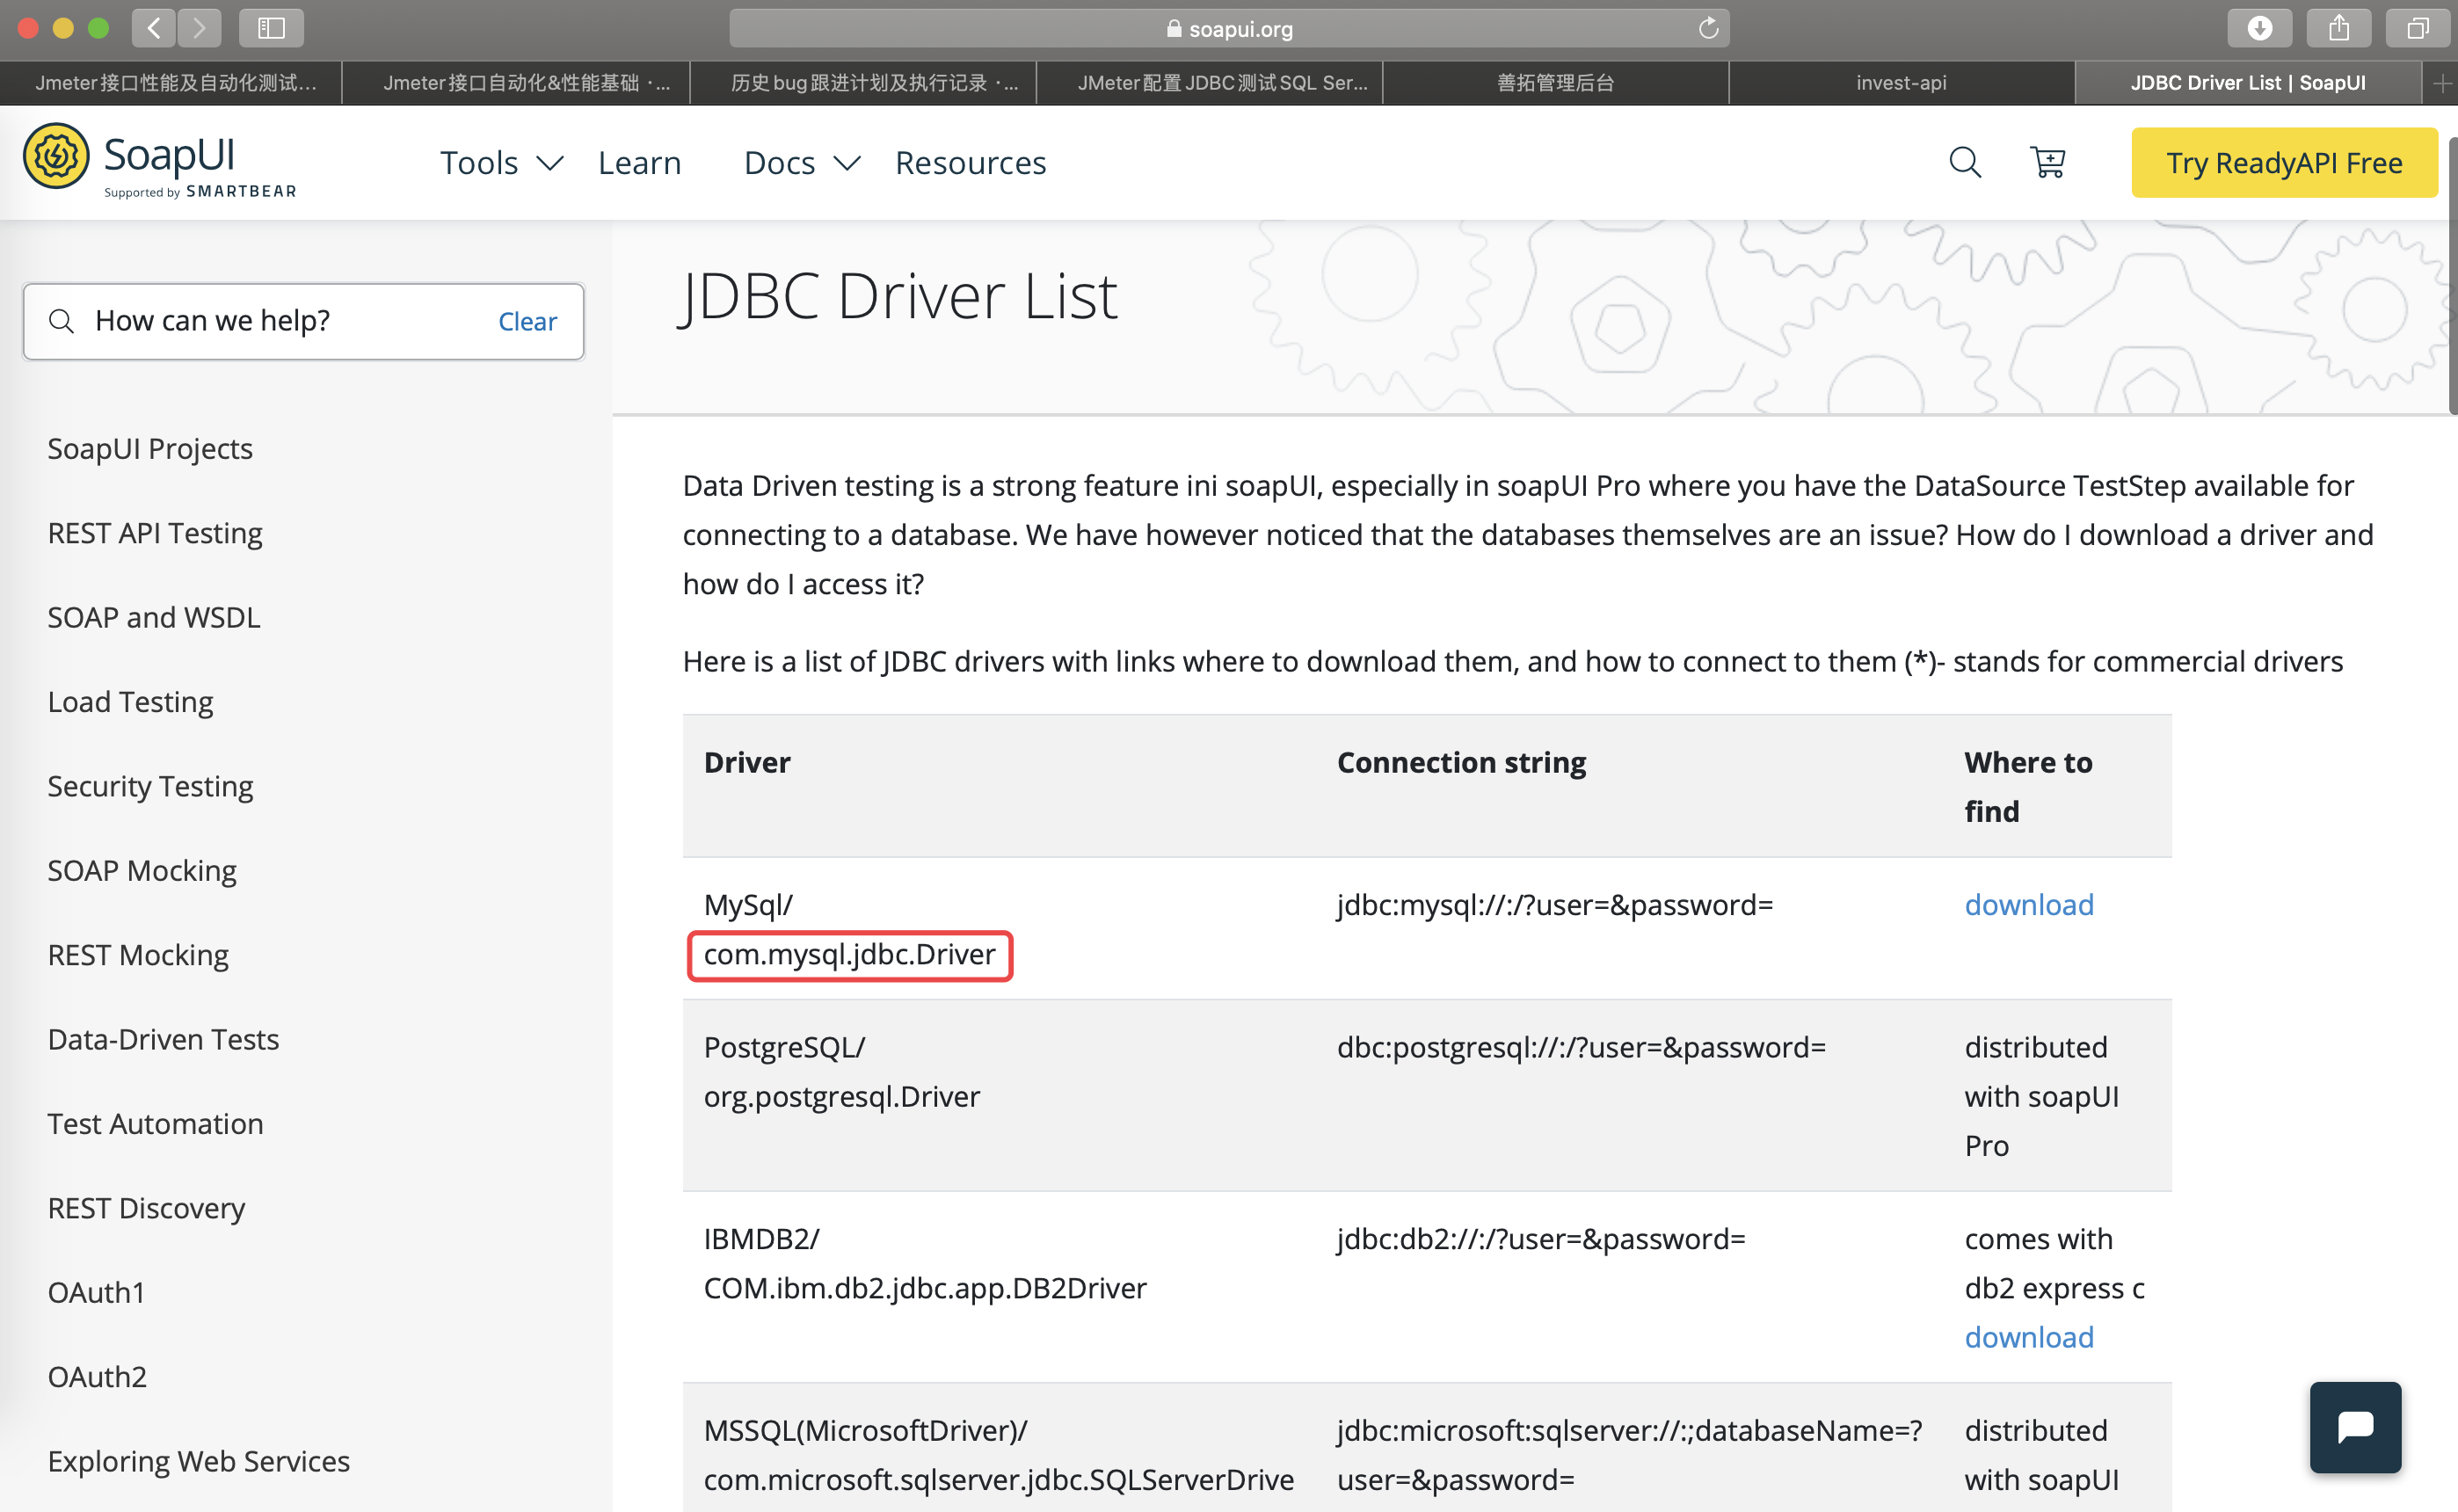 soapui.org
Jmeter接口性能及自动化测试...
Jmeter接口自动化&性能基础 · ...
历史bug跟进计划及执行记录 · ...
JMeter配置JDBC测试SQL Ser...
善拓管理后台
invest-api
JDBC Driver List | SoapUI
SoapUI
Supported by SMARTBEAR
Tools
Learn
Docs
Resources
Try ReadyAPI Free
How can we help?
Clear
SoapUI Projects
REST API Testing
SOAP and WSDL
Load Testing
Security Testing
SOAP Mocking
REST Mocking
Data-Driven Tests
Test Automation
REST Discovery
OAuth1
OAuth2
Exploring Web Services
JDBC Driver List
Data Driven testing is a strong feature ini soapUI, especially in soapUI Pro where you have the DataSource TestStep available for
connecting to a database. We have however noticed that the databases themselves are an issue? How do I download a driver and
how do I access it?
Here is a list of JDBC drivers with links where to download them, and how to connect to them (*)- stands for commercial drivers
Driver
Connection string
Where to
find
MySql/
com.mysql.jdbc.Driver
jdbc:mysql://:/?user=&password=
download
PostgreSQL/
org.postgresql.Driver
dbc:postgresql://:/?user=&password=
distributed
with soapUI
Pro
IBMDB2/
COM.ibm.db2.jdbc.app.DB2Driver
jdbc:db2://:/?user=&password=
comes with
db2 express c
download
MSSQL(MicrosoftDriver)/
com.microsoft.sqlserver.jdbc.SQLServerDrive
jdbc:microsoft:sqlserver://:;databaseName=?
user=&password=
distributed
with soapUI